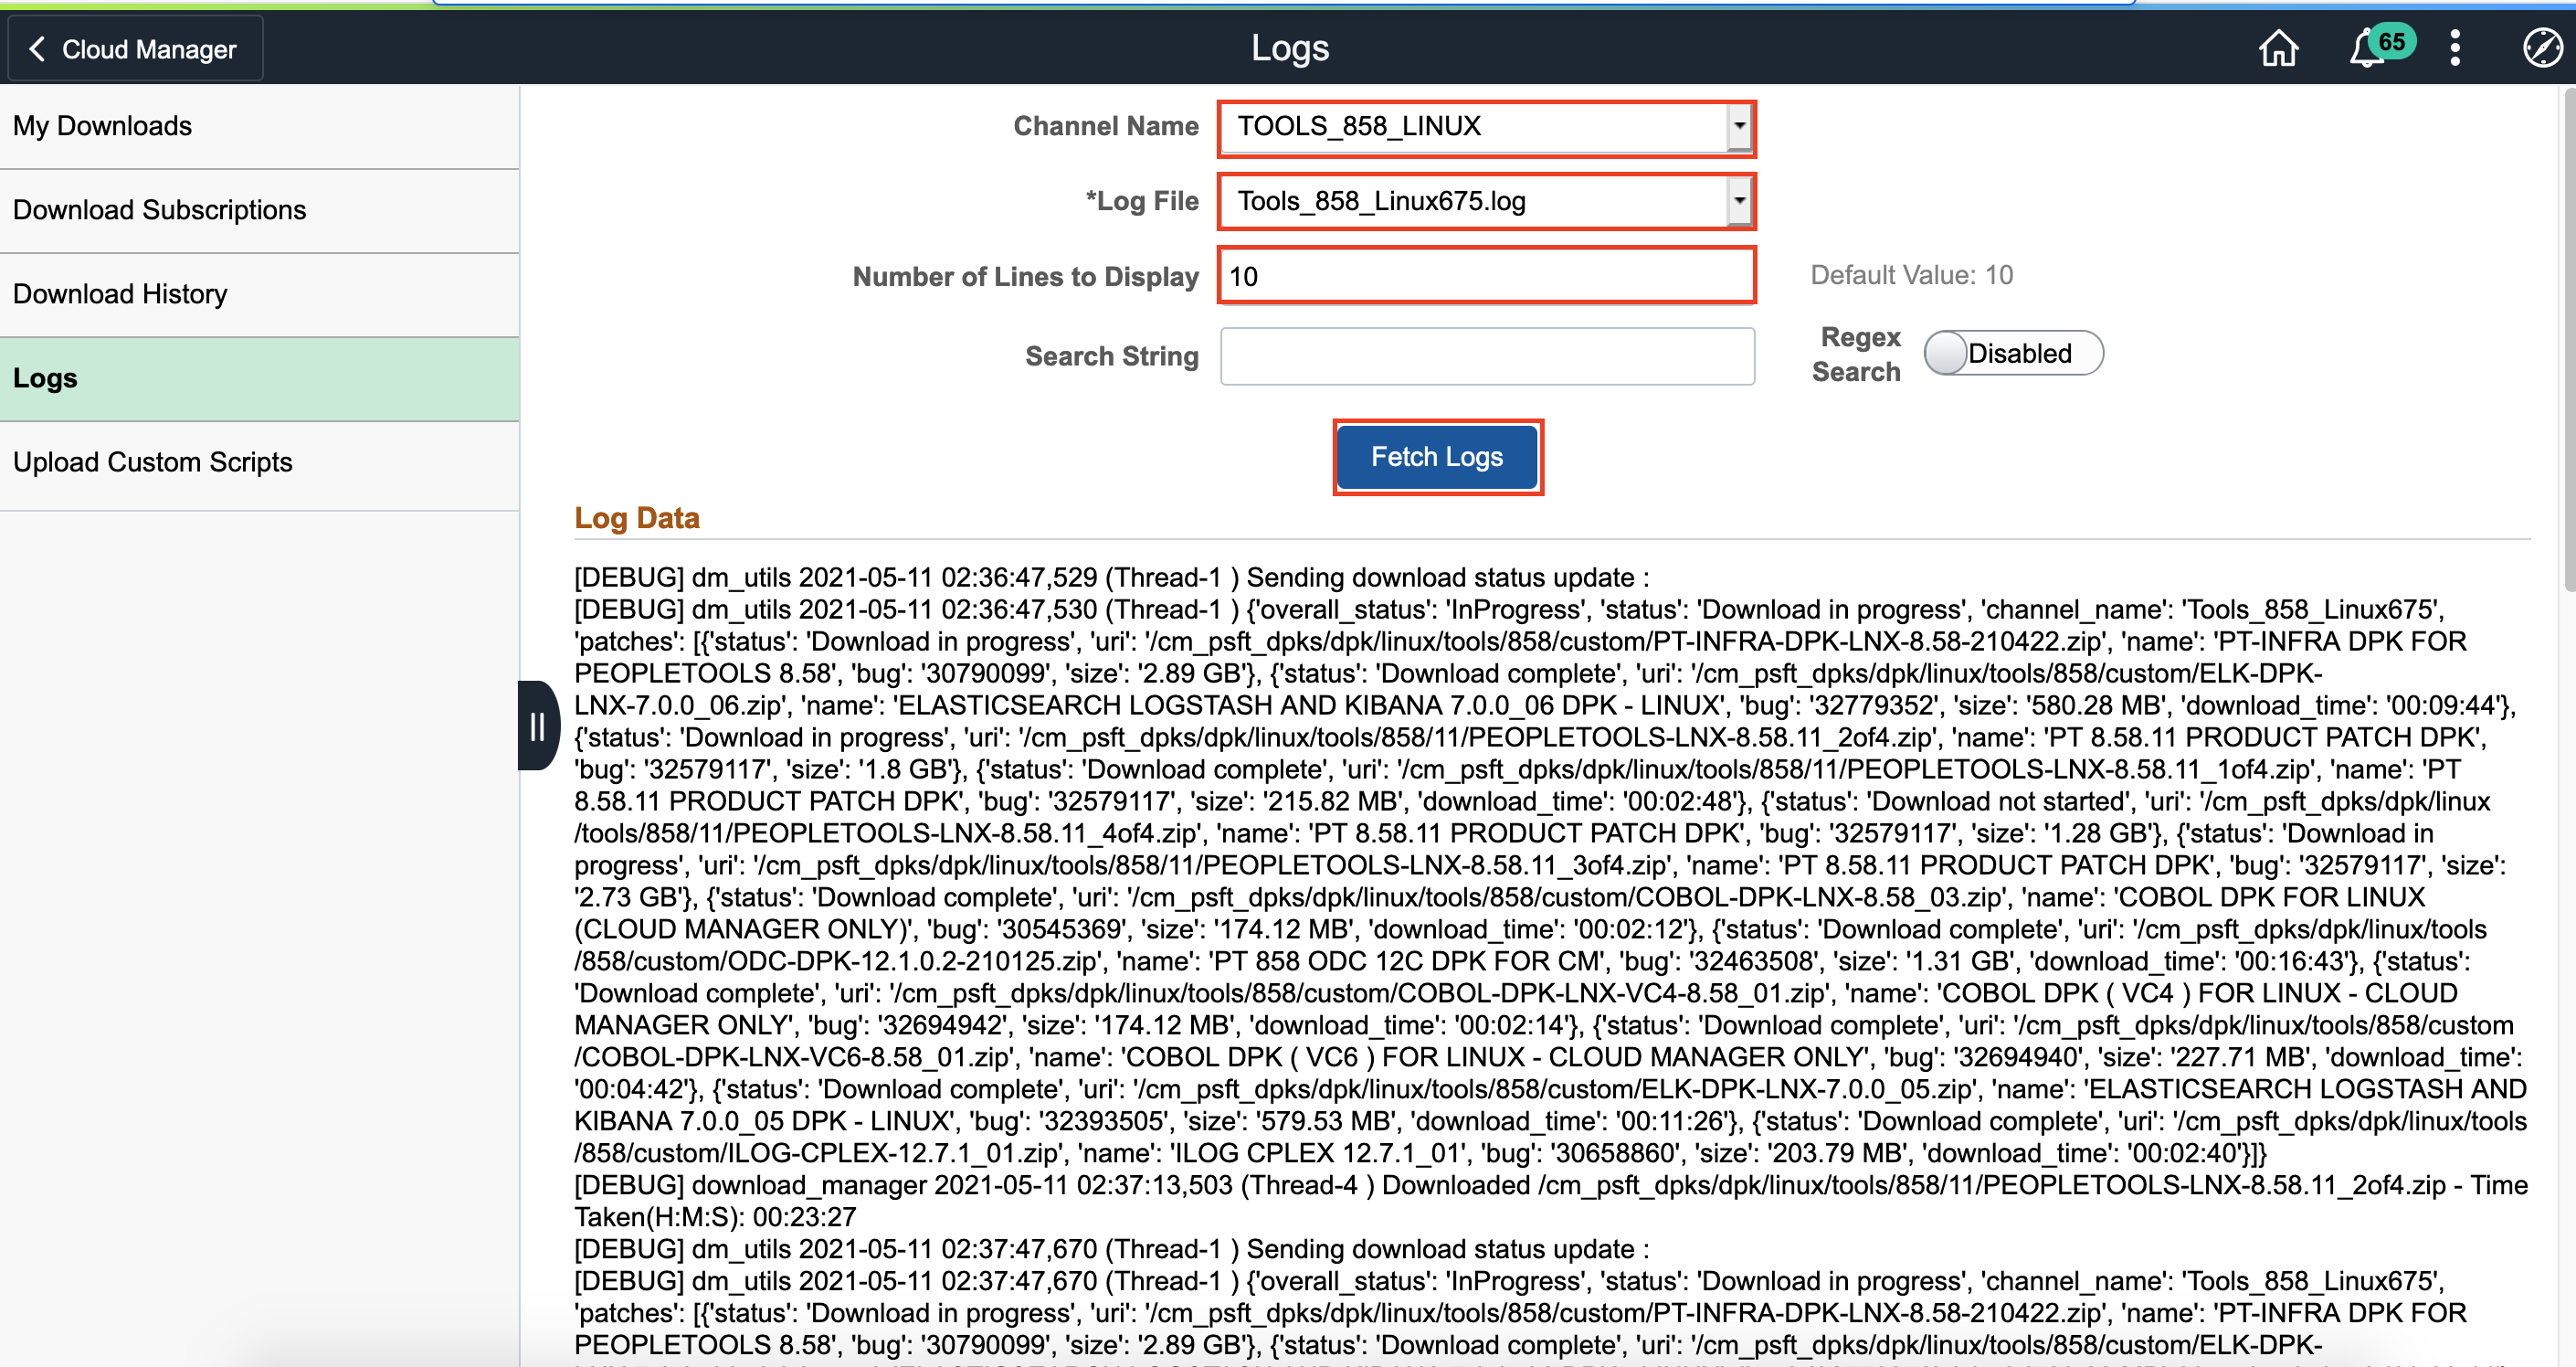 Cloud Manager
Logs
65
My Downloads
Download Subscriptions
Download History
Logs
Upload Custom Scripts
Channel Name TOOLS_858_LINUX
*Log File Tools_858_Linux675.log
Number of Lines to Display 10 Default Value: 10
Search String
Regex
Search Disabled
Fetch Logs
Log Data
[DEBUG] dm_utils 2021-05-11 02:36:47,529 (Thread-1 ) Sending download status update :
[DEBUG] dm_utils 2021-05-11 02:36:47,530 (Thread-1 ) {'overall_status': 'InProgress', 'status': 'Download in progress', 'channel_name': 'Tools_858_Linux675',
'patches': [{'status': 'Download in progress', 'uri': '/cm_psft_dpks/dpk/linux/tools/858/custom/PT-INFRA-DPK-LNX-8.58-210422.zip', 'name': 'PT-INFRA DPK FOR
PEOPLETOOLS 8.58', 'bug': '30790099', 'size': '2.89 GB'}, {'status': 'Download complete', 'uri': '/cm_psft_dpks/dpk/linux/tools/858/custom/ELK-DPK-
LNX-7.0.0_06.zip', 'name': 'ELASTICSEARCH LOGSTASH AND KIBANA 7.0.0_06 DPK - LINUX', 'bug': '32779352', 'size': '580.28 MB', 'download_time': '00:09:44'},
{'status': 'Download in progress', 'uri': '/cm_psft_dpks/dpk/linux/tools/858/11/PEOPLETOOLS-LNX-8.58.11_2of4.zip', 'name': 'PT 8.58.11 PRODUCT PATCH DPK',
'bug': '32579117', 'size': '1.8 GB'}, {'status': 'Download complete', 'uri': '/cm_psft_dpks/dpk/linux/tools/858/11/PEOPLETOOLS-LNX-8.58.11_1of4.zip', 'name': 'PT
8.58.11 PRODUCT PATCH DPK', 'bug': '32579117', 'size': '215.82 MB', 'download_time': '00:02:48'}, {'status': 'Download not started', 'uri': '/cm_psft_dpks/dpk/linux
/tools/858/11/PEOPLETOOLS-LNX-8.58.11_4of4.zip', 'name': 'PT 8.58.11 PRODUCT PATCH DPK', 'bug': '32579117', 'size': '1.28 GB'}, {'status': 'Download in
progress', 'uri': '/cm_psft_dpks/dpk/linux/tools/858/11/PEOPLETOOLS-LNX-8.58.11_3of4.zip', 'name': 'PT 8.58.11 PRODUCT PATCH DPK', 'bug': '32579117', 'size':
'2.73 GB'}, {'status': 'Download complete', 'uri': '/cm_psft_dpks/dpk/linux/tools/858/custom/COBOL-DPK-LNX-8.58_03.zip', 'name': 'COBOL DPK FOR LINUX
(CLOUD MANAGER ONLY)', 'bug': '30545369', 'size': '174.12 MB', 'download_time': '00:02:12'}, {'status': 'Download complete', 'uri': '/cm_psft_dpks/dpk/linux/tools
/858/custom/ODC-DPK-12.1.0.2-210125.zip', 'name': 'PT 858 ODC 12C DPK FOR CM', 'bug': '32463508', 'size': '1.31 GB', 'download_time': '00:16:43'}, {'status':
'Download complete', 'uri': '/cm_psft_dpks/dpk/linux/tools/858/custom/COBOL-DPK-LNX-VC4-8.58_01.zip', 'name': 'COBOL DPK ( VC4 ) FOR LINUX - CLOUD
MANAGER ONLY', 'bug': '32694942', 'size': '174.12 MB', 'download_time': '00:02:14'}, {'status': 'Download complete', 'uri': '/cm_psft_dpks/dpk/linux/tools/858/custom
/COBOL-DPK-LNX-VC6-8.58_01.zip', 'name': 'COBOL DPK ( VC6 ) FOR LINUX - CLOUD MANAGER ONLY', 'bug': '32694940', 'size': '227.71 MB', 'download_time':
'00:04:42'}, {'status': 'Download complete', 'uri': '/cm_psft_dpks/dpk/linux/tools/858/custom/ELK-DPK-LNX-7.0.0_05.zip', 'name': 'ELASTICSEARCH LOGSTASH AND
KIBANA 7.0.0_05 DPK - LINUX', 'bug': '32393505', 'size': '579.53 MB', 'download_time': '00:11:26'}, {'status': 'Download complete', 'uri': '/cm_psft_dpks/dpk/linux/tools
/858/custom/ILOG-CPLEX-12.7.1_01.zip', 'name': 'ILOG CPLEX 12.7.1_01', 'bug': '30658860', 'size': '203.79 MB', 'download_time': '00:02:40'}]}
[DEBUG] download_manager 2021-05-11 02:37:13,503 (Thread-4 ) Downloaded /cm_psft_dpks/dpk/linux/tools/858/11/PEOPLETOOLS-LNX-8.58.11_2of4.zip - Time
Taken(H:M:S): 00:23:27
[DEBUG] dm_utils 2021-05-11 02:37:47,670 (Thread-1 ) Sending download status update :
[DEBUG] dm_utils 2021-05-11 02:37:47,670 (Thread-1 ) {'overall_status': 'InProgress', 'status': 'Download in progress', 'channel_name': 'Tools_858_Linux675',
'patches': [{'status': 'Download in progress', 'uri': '/cm_psft_dpks/dpk/linux/tools/858/custom/PT-INFRA-DPK-LNX-8.58-210422.zip', 'name': 'PT-INFRA DPK FOR
PEOPLETOOLS 8.58', 'bug': '30790099', 'size': '2.89 GB'}, {'status': 'Download complete', 'uri': '/cm_psft_dpks/dpk/linux/tools/858/custom/ELK-DPK-